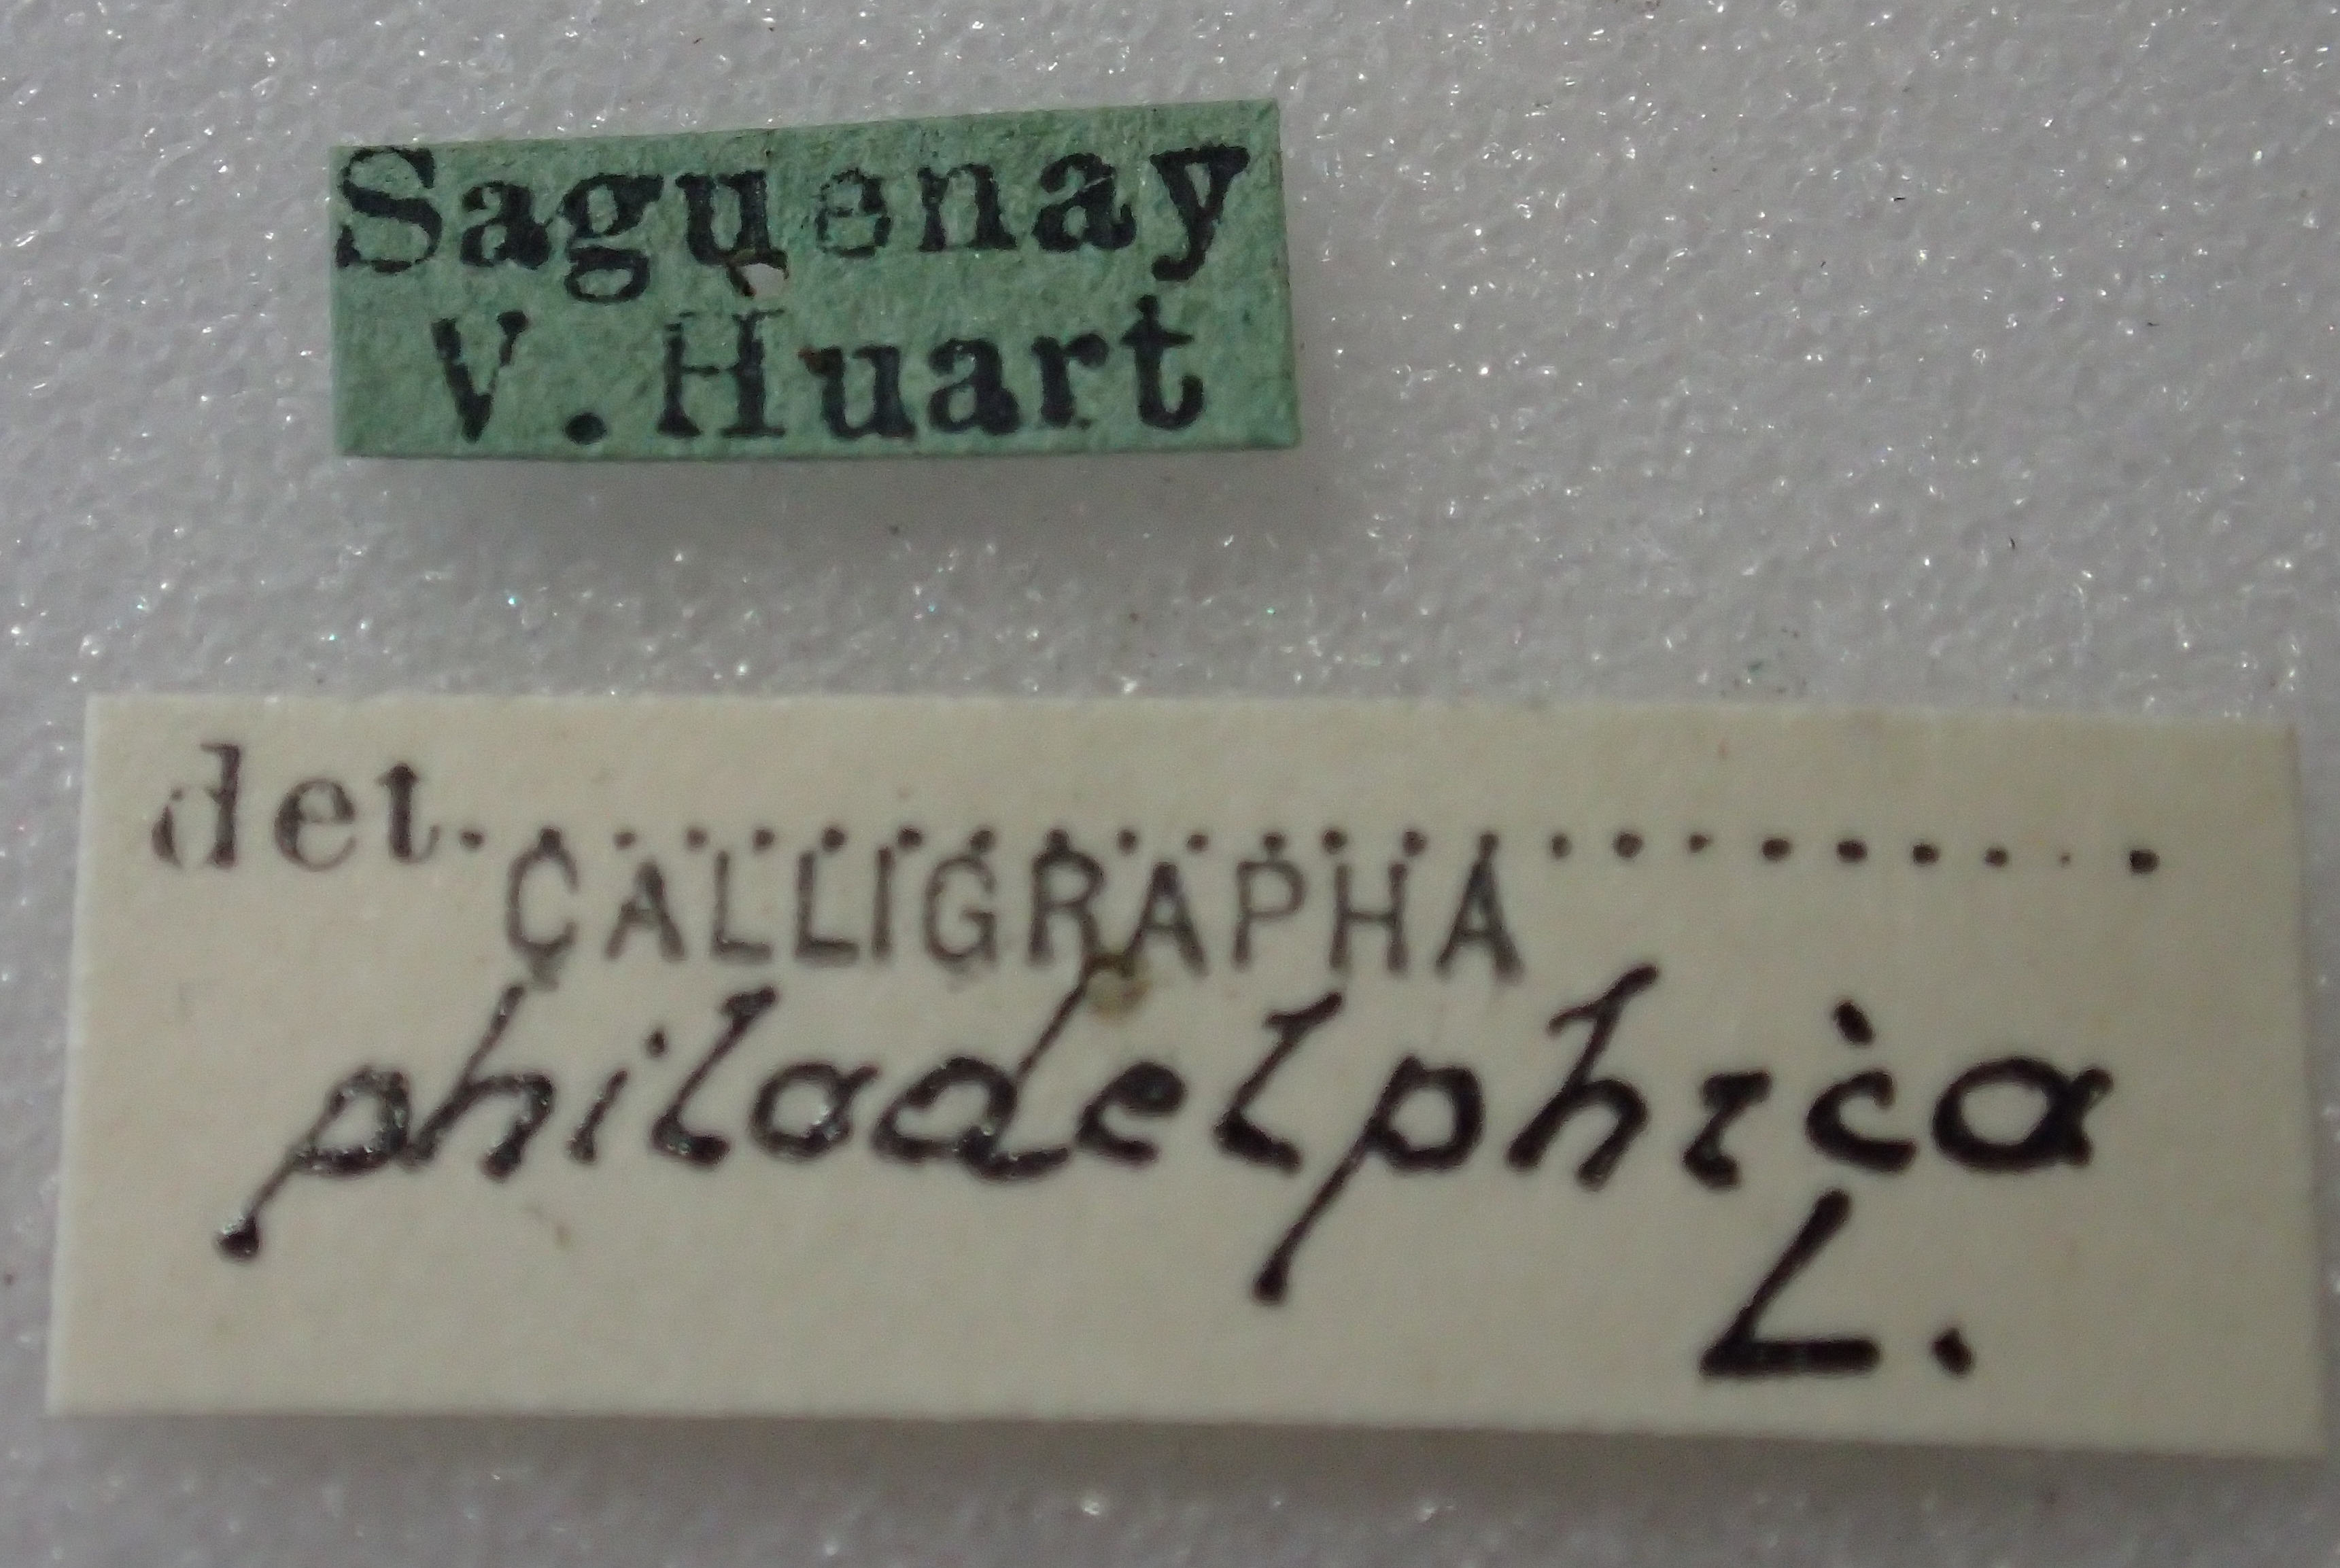 Saguenay
V. Huart
det..........................
CALLIGRAPHA
philadelphica
L.